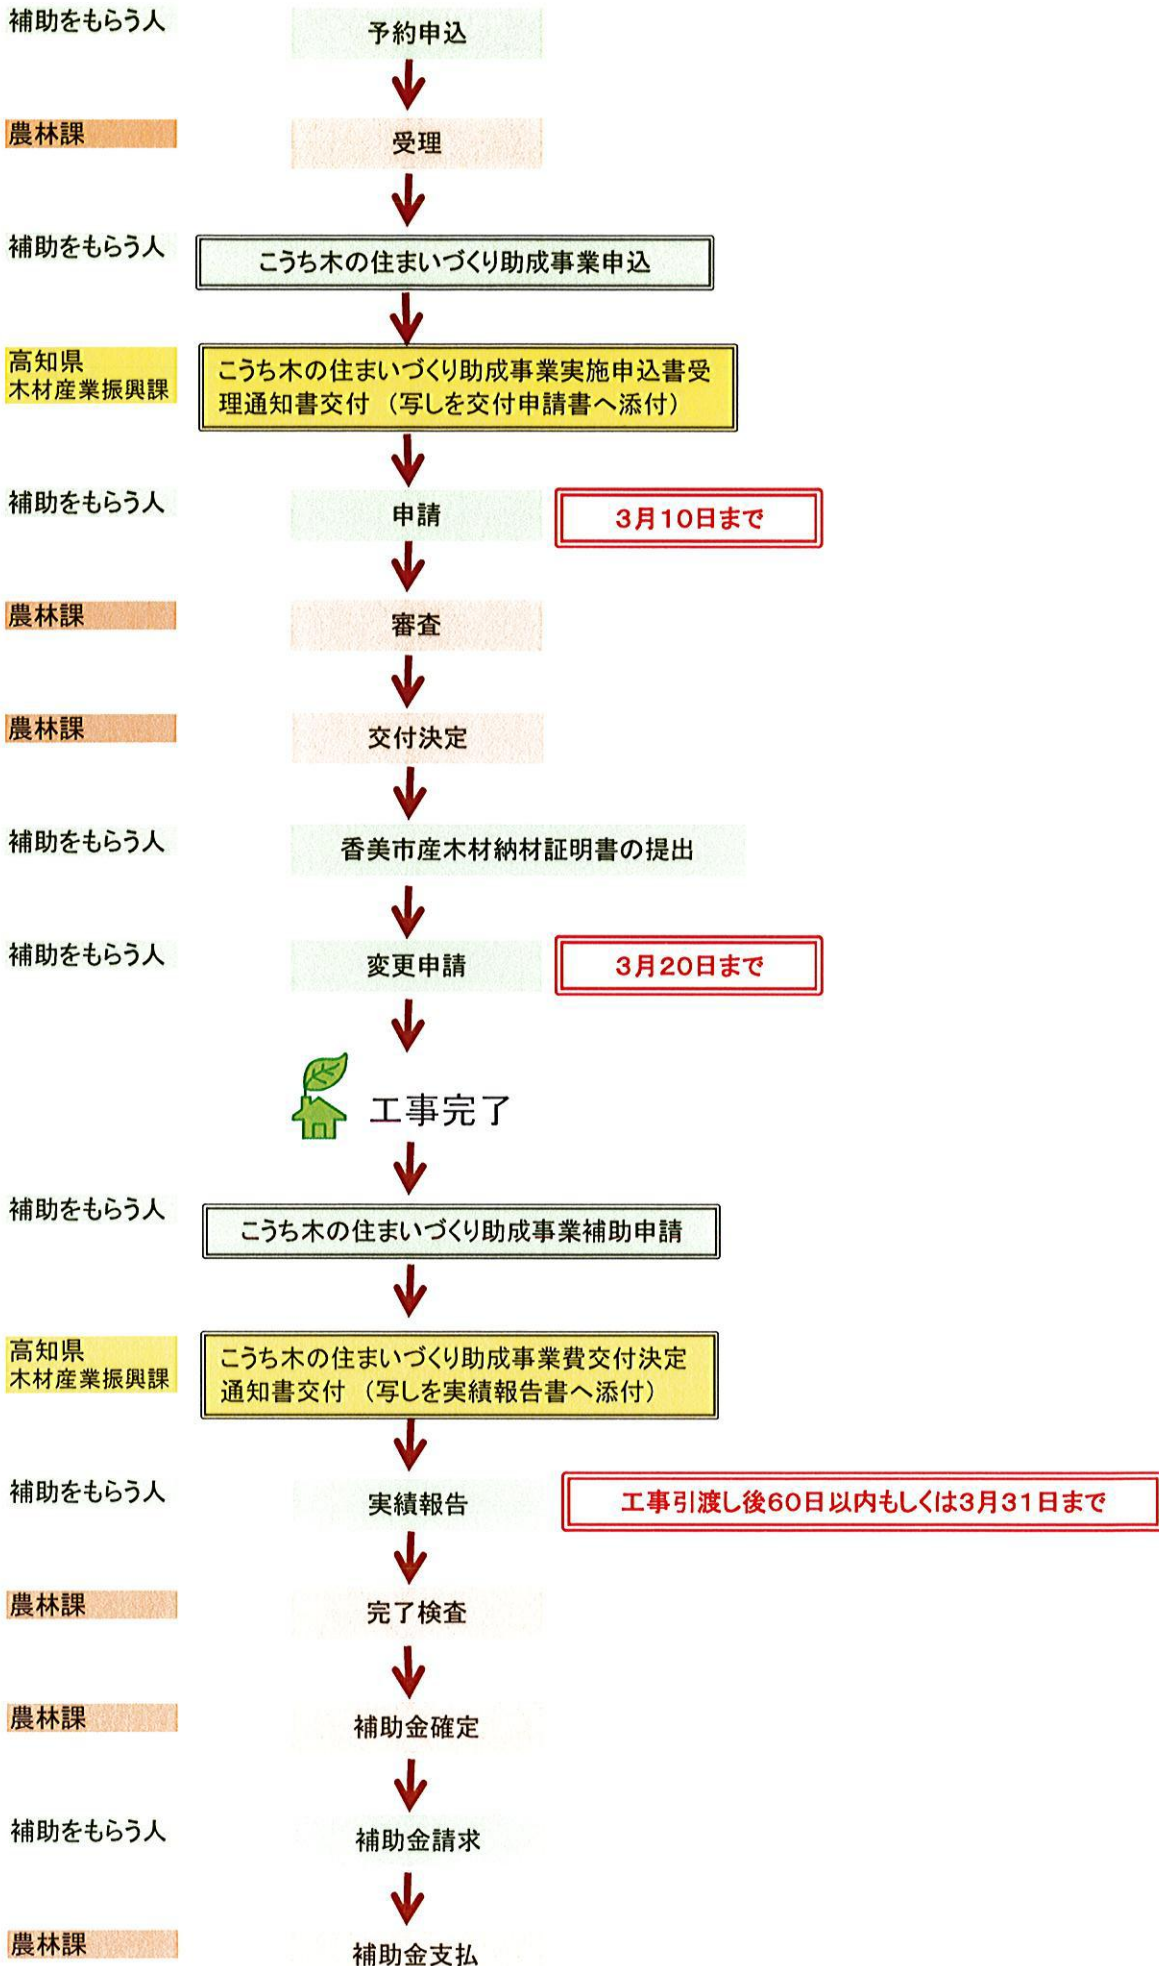 補助をもらう人
予約申込
農林課
受理
補助をもらう人
こうち木の住まいづくり助成事業申込
高知県
木材産業振興課
こうち木の住まいづくり助成事業実施申込書受
理通知書交付 （写しを交付申請書へ添付）
補助をもらう人
申請
3月10日まで
農林課
審査
農林課
交付決定
補助をもらう人
香美市産木材納材証明書の提出
補助をもらう人
変更申請
3月20日まで
工事完了
補助をもらう人
こうち木の住まいづくり助成事業補助申請
高知県
木材産業振興課
こうち木の住まいづくり助成事業費交付決定
通知書交付 （写しを実績報告書へ添付）
補助をもらう人
実績報告
工事引渡し後60日以内もしくは3月31日まで
農林課
完了検査
農林課
補助金確定
補助をもらう人
補助金請求
農林課
補助金支払